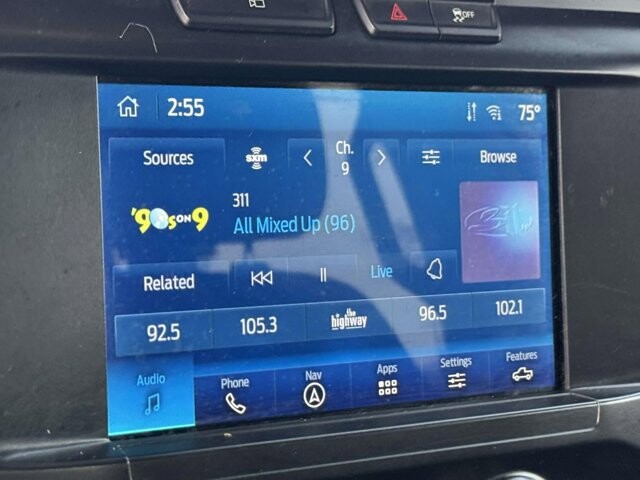 OFF
2:55
75°
Sources
sxm
Ch.
9
Browse
'90s ON 9
311
All Mixed Up (96)
311
Related
Live
92.5
105.3
the
highway
96.5
102.1
Audio
Phone
Nav
Apps
Settings
Features